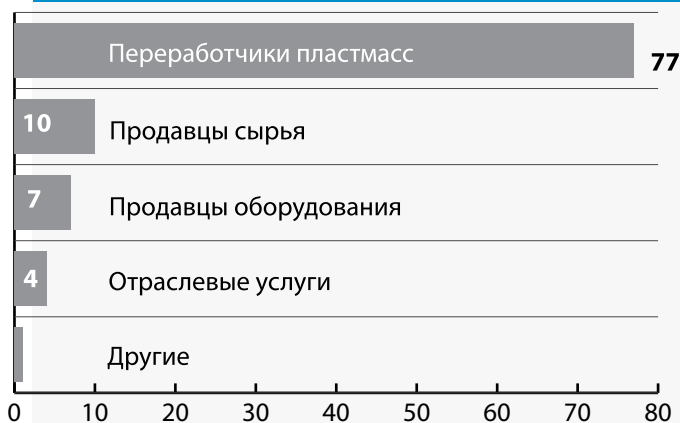 Переработчики пластмасс 77
10 Продавцы сырья
7 Продавцы оборудования
4 Отраслевые услуги
Другие
0 10 20 30 40 50 60 70 80